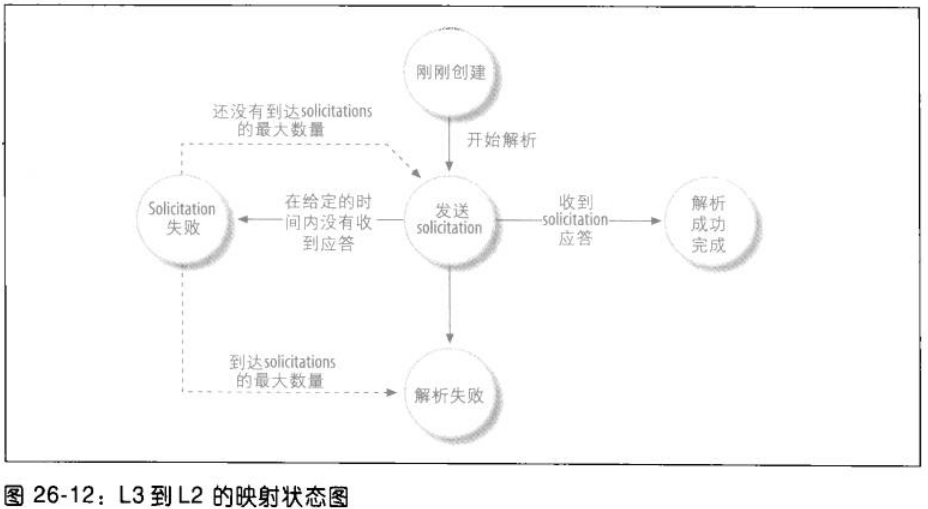 刚刚创建
还没有到达solicitations
的最大数量
开始解析
Solicitation
失败
在给定的时
间内没有收
到应答
发送
solicitation
收到
solicitation
应答
解析
成功
完成
到达solicitations
的最大数量
解析失败
图 26-12：L3 到 L2 的映射状态图